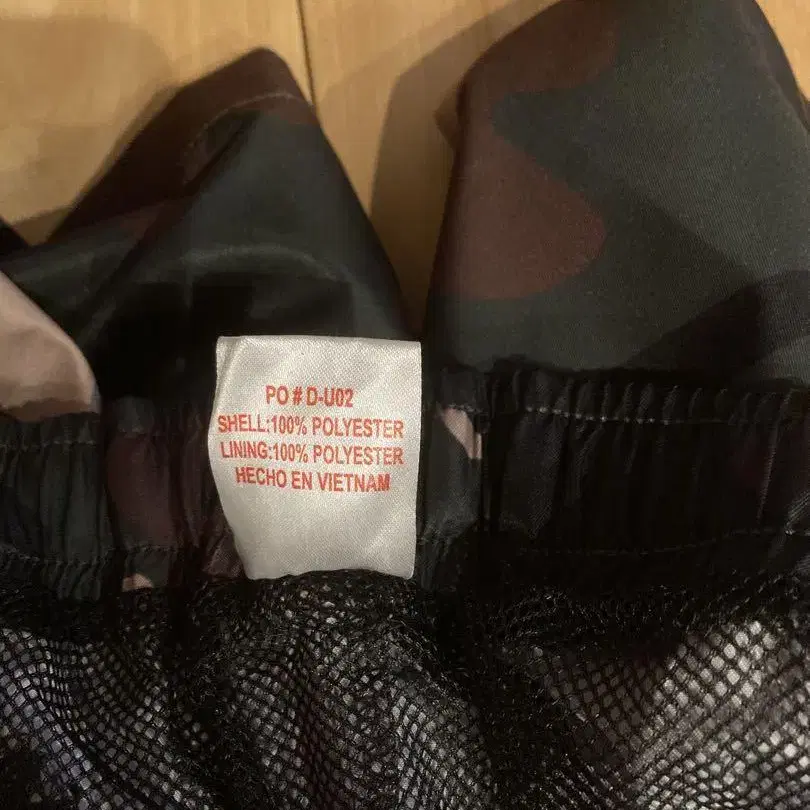 PO # D-U02
SHELL:100% POLYESTER
LINING:100% POLYESTER
HECHO EN VIETNAM